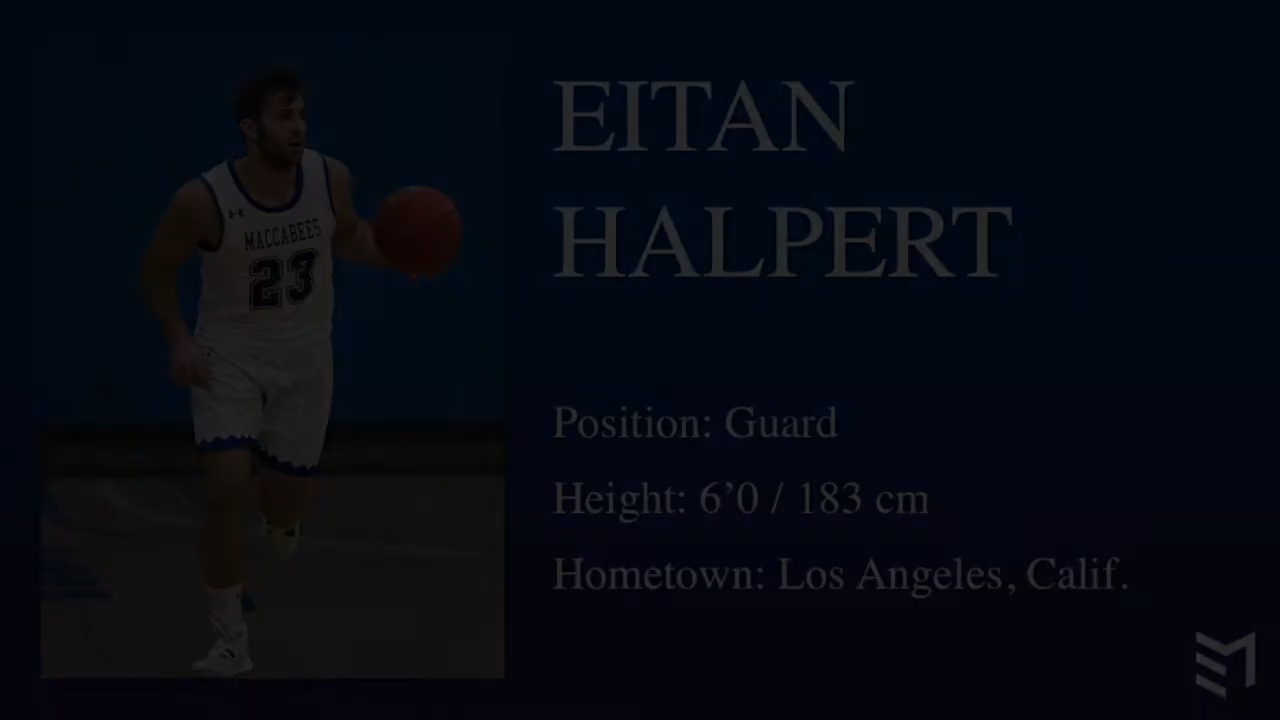 EITAN
HALPERT
MACCABEES
23
Position: Guard
Height: 6’0 / 183 cm
Hometown: Los Angeles, Calif.